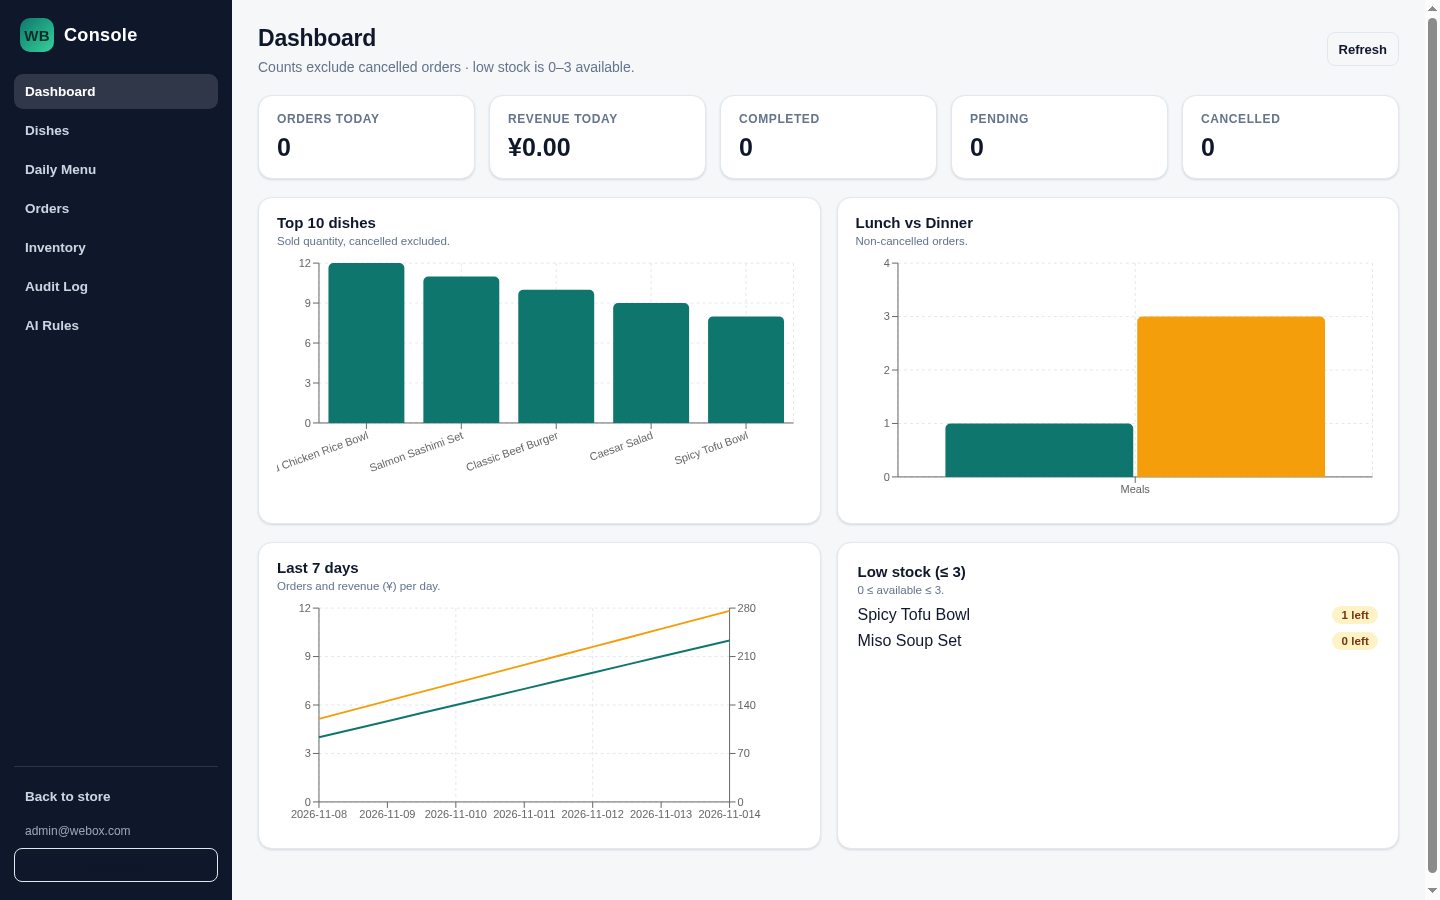 WB Console
Dashboard
Dishes
Daily Menu
Orders
Inventory
Audit Log
AI Rules
Back to store
admin@webox.com
Dashboard
Counts exclude cancelled orders · low stock is 0–3 available.
Refresh
ORDERS TODAY
0
REVENUE TODAY
¥0.00
COMPLETED
0
PENDING
0
CANCELLED
0
Top 10 dishes
Sold quantity, cancelled excluded.
12
9
6
3
0
Chicken Rice Bowl
Salmon Sashimi Set
Classic Beef Burger
Caesar Salad
Spicy Tofu Bowl
Lunch vs Dinner
Non-cancelled orders.
4
3
2
1
0
Meals
Last 7 days
Orders and revenue (¥) per day.
12
9
6
3
0
280
210
140
70
0
2026-11-08 2026-11-09 2026-11-010 2026-11-011 2026-11-012 2026-11-013 2026-11-014
Low stock (≤ 3)
0 ≤ available ≤ 3.
Spicy Tofu Bowl 1 left
Miso Soup Set 0 left